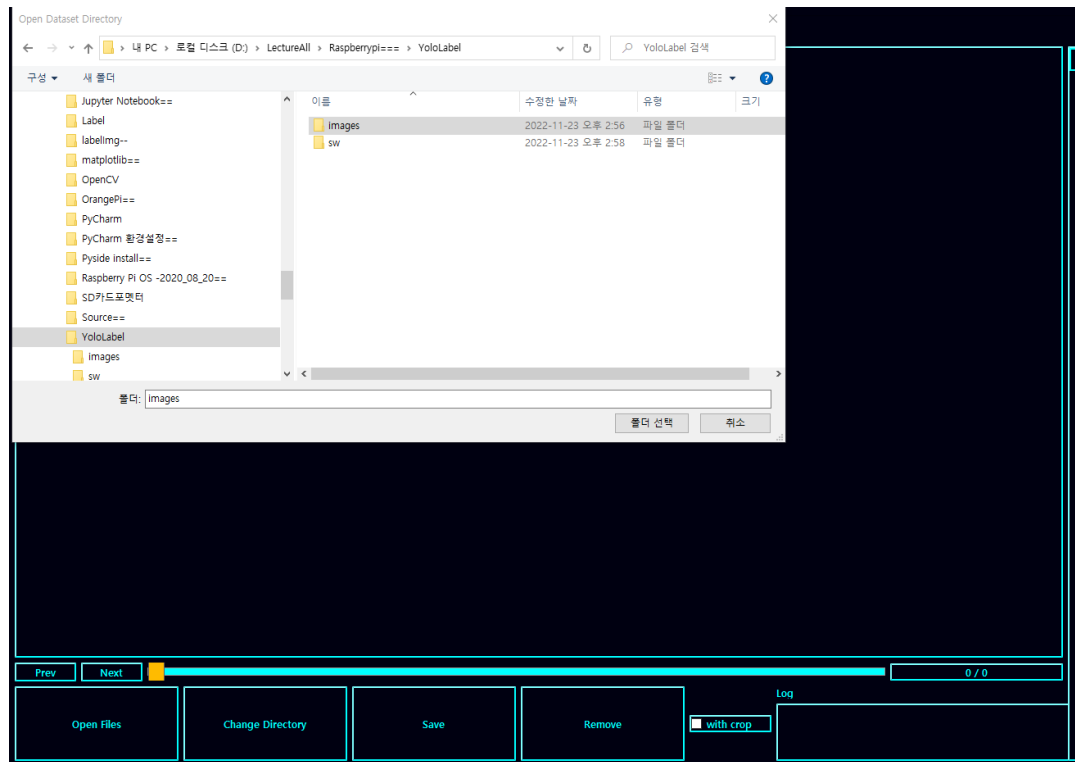 Open Dataset Directory
내 PC > 로컬 디스크 (D:) > LectureAll > Raspberrypi=== > YoloLabel
YoloLabel 검색
구성 새 폴더
Jupyter Notebook==
Label
labelImg--
matplotlib==
OpenCV
OrangePi==
PyCharm
PyCharm 환경설정==
Pyside install==
Raspberry Pi OS -2020_08_20==
SD카드포멧터
Source==
YoloLabel
images
sw
이름 수정한 날짜 유형 크기
images 2022-11-23 오후 2:56 파일 폴더
sw 2022-11-23 오후 2:58 파일 폴더
폴더: images
폴더 선택 취소
Prev Next 0 / 0
Open Files Change Directory Save Remove with crop
Log